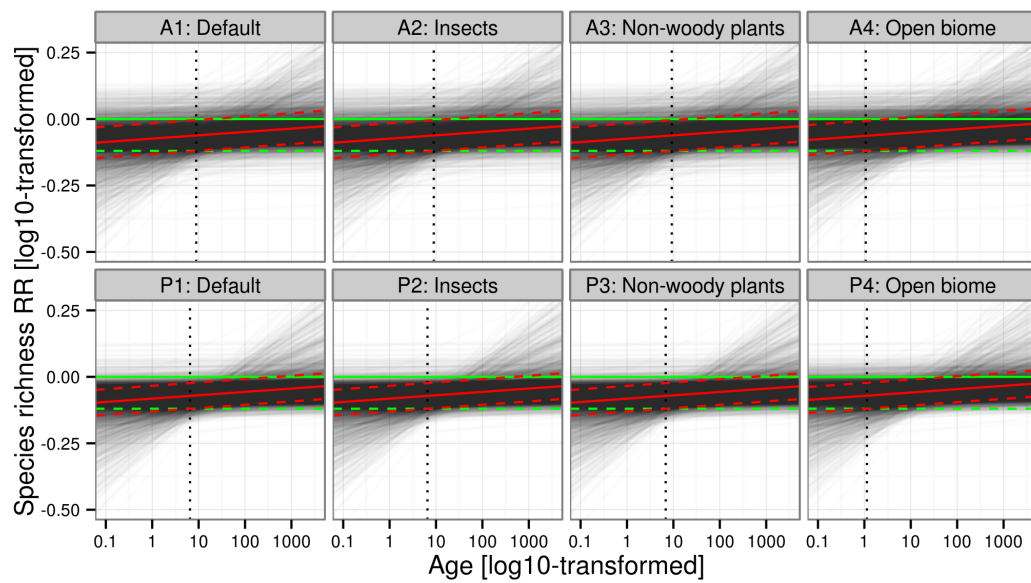 A1: Default A2: Insects A3: Non-woody plants A4: Open biome
0.25
0.00
-0.25
-0.50
P1: Default P2: Insects P3: Non-woody plants P4: Open biome
0.25
0.00
-0.25
-0.50
Species richness RR [log10-transformed]
0.1 1 10 100 1000 0.1 1 10 100 1000 0.1 1 10 100 1000 0.1 1 10 100 1000
Age [log10-transformed]